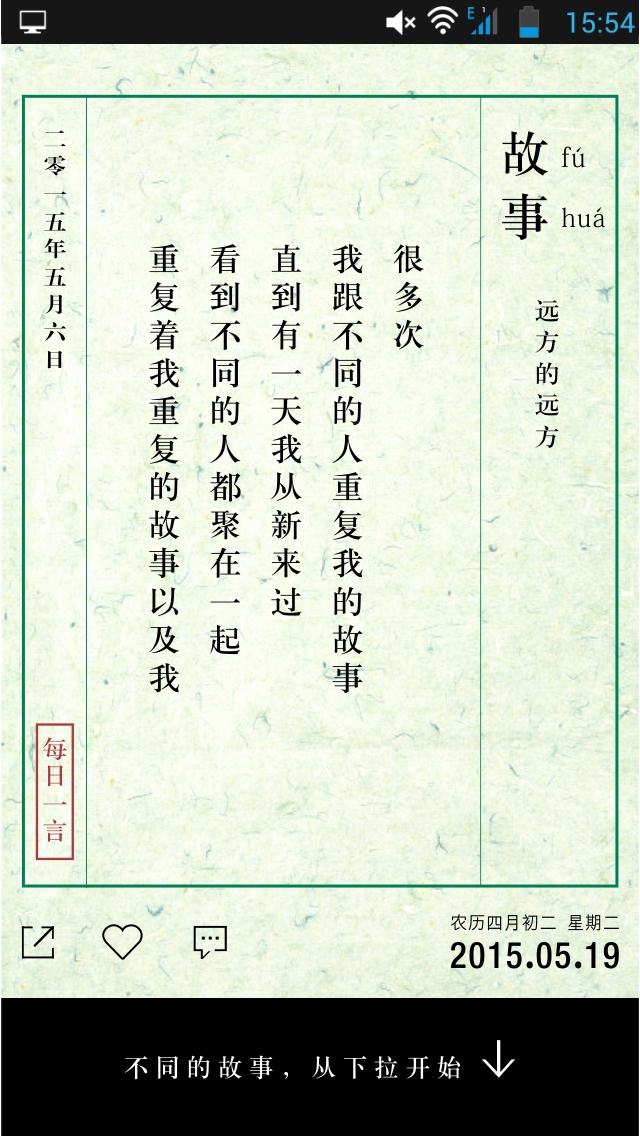 E 15:54
故事
fú
huá
远方的远方
很多次
我跟不同的人重复我的故事
直到有一天我从新来过
看到不同的人都聚在一起
重复着我重复的故事以及我
二零一五年五月六日
每日一言
农历四月初二 星期二
2015.05.19
不同的故事，从下拉开始